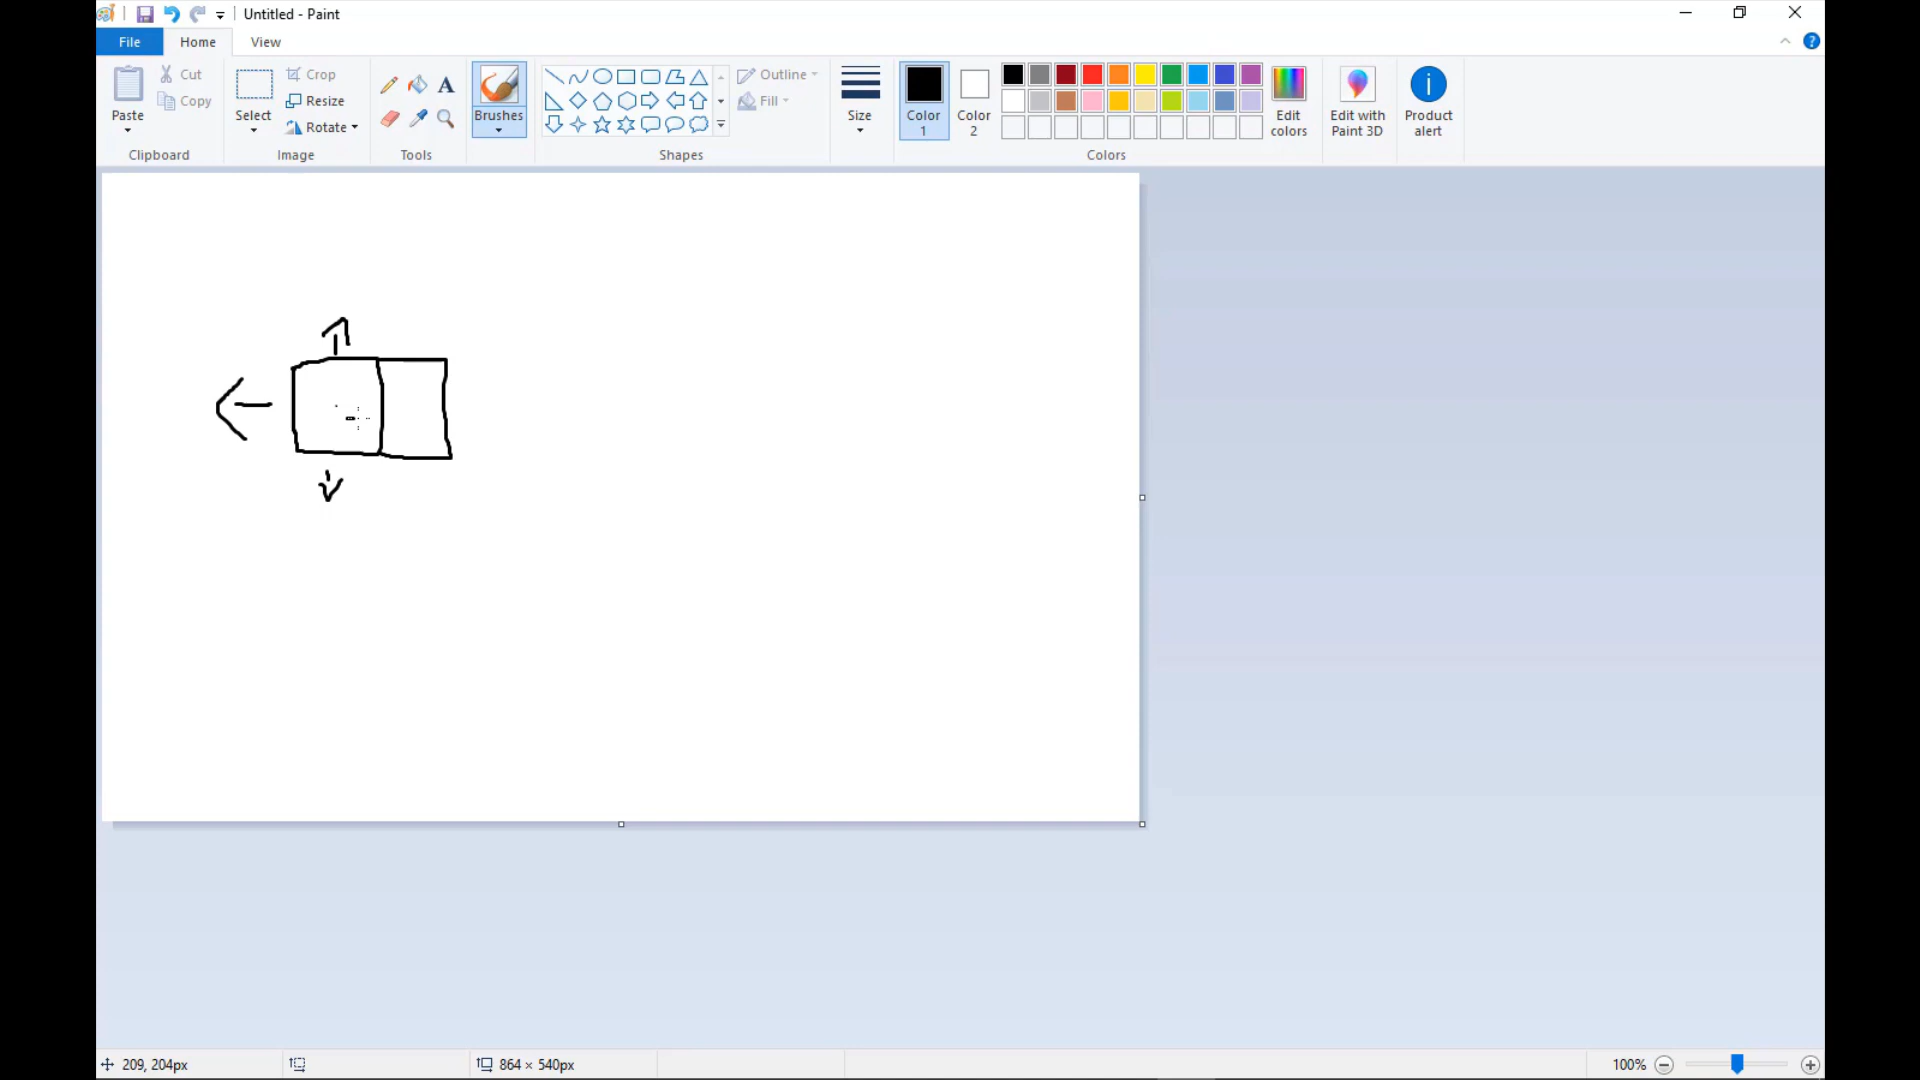 Untitled - Paint
File Home View
Paste Cut Copy Clipboard
Select Crop Resize Rotate Image
A
Tools
Brushes
Shapes
Outline Fill
Size
Color 1
Color 2
Colors
Edit colors
Edit with Paint 3D
Product alert
209, 204px
864 × 540px
100%